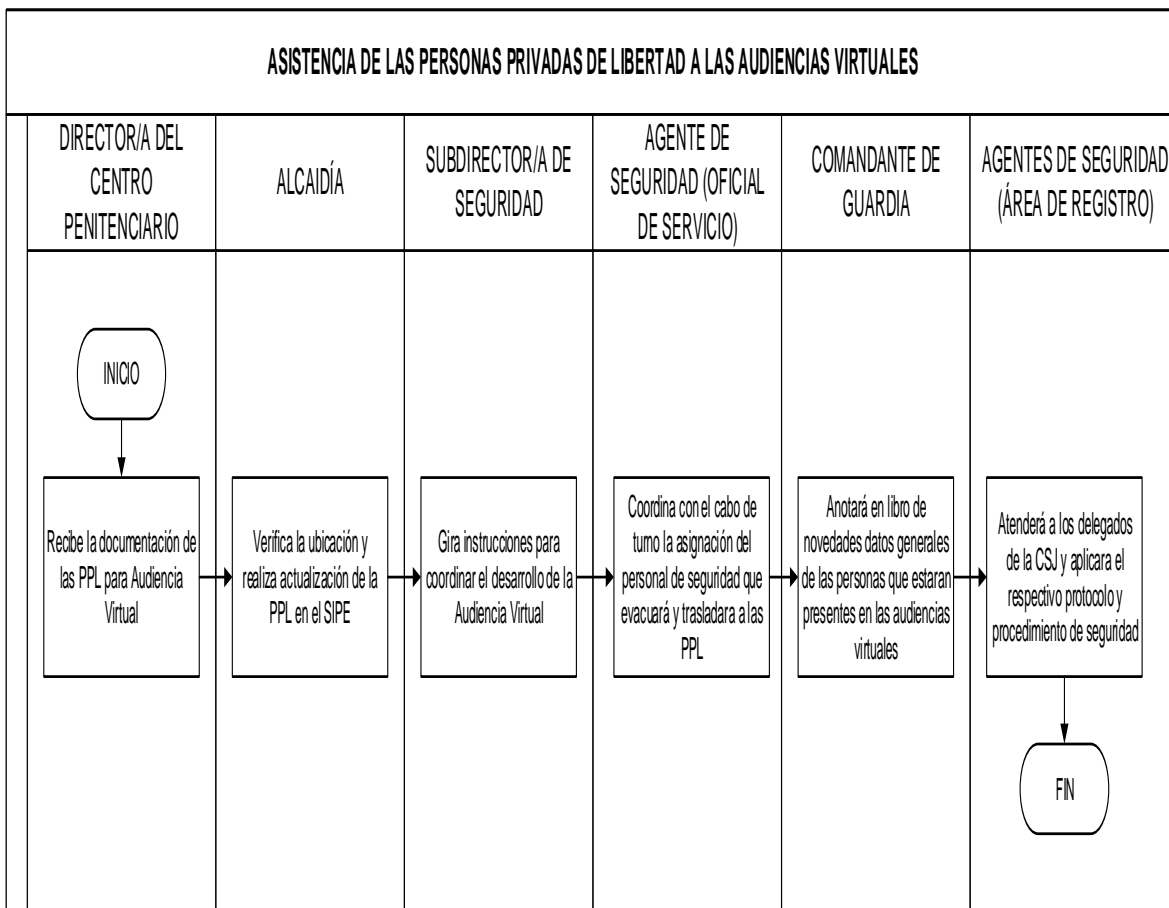 ASISTENCIA DE LAS PERSONAS PRIVADAS DE LIBERTAD A LAS AUDIENCIAS VIRTUALES
DIRECTOR/A DEL
CENTRO
PENITENCIARIO
ALCAIDÍA
SUBDIRECTOR/A DE
SEGURIDAD
AGENTE DE
SEGURIDAD (OFICIAL
DE SERVICIO)
COMANDANTE DE
GUARDIA
AGENTES DE SEGURIDAD
(ÁREA DE REGISTRO)
INICIO
Recibe la documentación de
las PPL para Audiencia
Virtual
Verifica la ubicación y
realiza actualización de la
PPL en el SIPE
Gira instrucciones para
coordinar el desarrollo de la
Audiencia Virtual
Coordina con el cabo de
turno la asignación del
personal de seguridad que
evacuará y trasladara a las
PPL
Anotará en libro de
novedades datos generales
de las personas que estaran
presentes en las audiencias
virtuales
Atenderá a los delegados
de la CSJ y aplicara el
respectivo protocolo y
procedimiento de seguridad
FIN